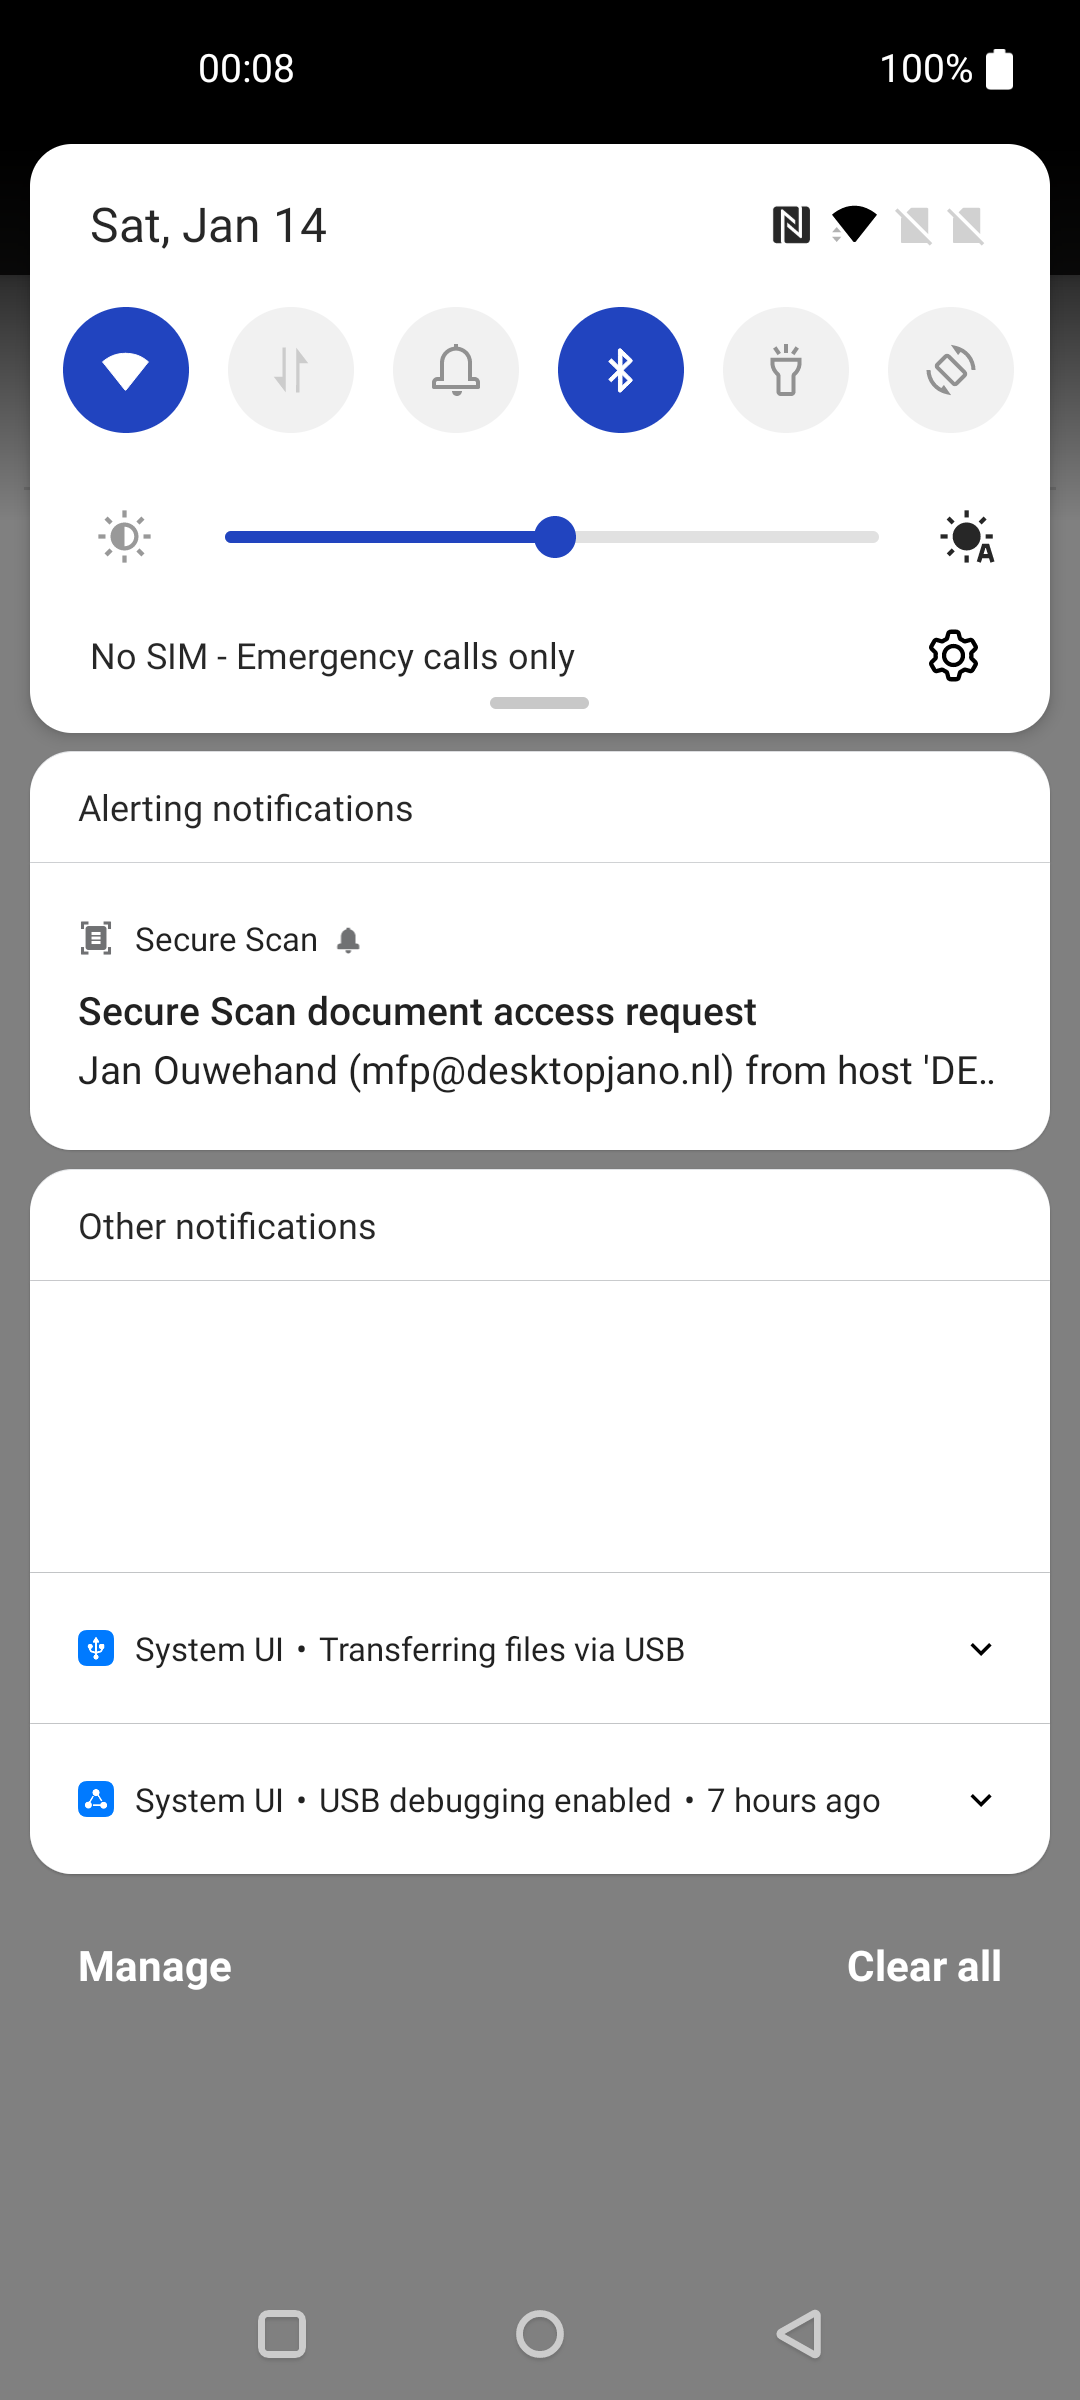 00:08
100%
Sat, Jan 14
No SIM - Emergency calls only
Alerting notifications
Secure Scan
Secure Scan document access request
Jan Ouwehand (mfp@desktopjano.nl) from host 'DE..
Other notifications
System UI • Transferring files via USB
System UI • USB debugging enabled • 7 hours ago
Manage
Clear all